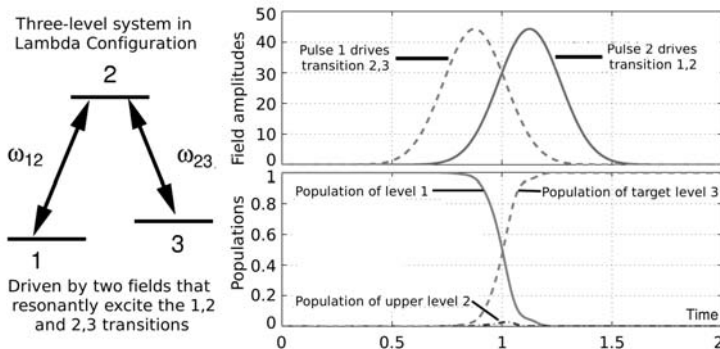 Three-level system in
Lambda Configuration
2
ω12
ω23
1
3
Driven by two fields that
resonantly excite the 1,2
and 2,3 transitions
50
40
30
20
10
0
Field amplitudes
Pulse 1 drives
transition 2,3
Pulse 2 drives
transition 1,2
1
0.8
0.6
0.4
0.2
0
Populations
Population of level 1
Population of target level 3
Population of upper level 2
Time
0
0.5
1
1.5
2